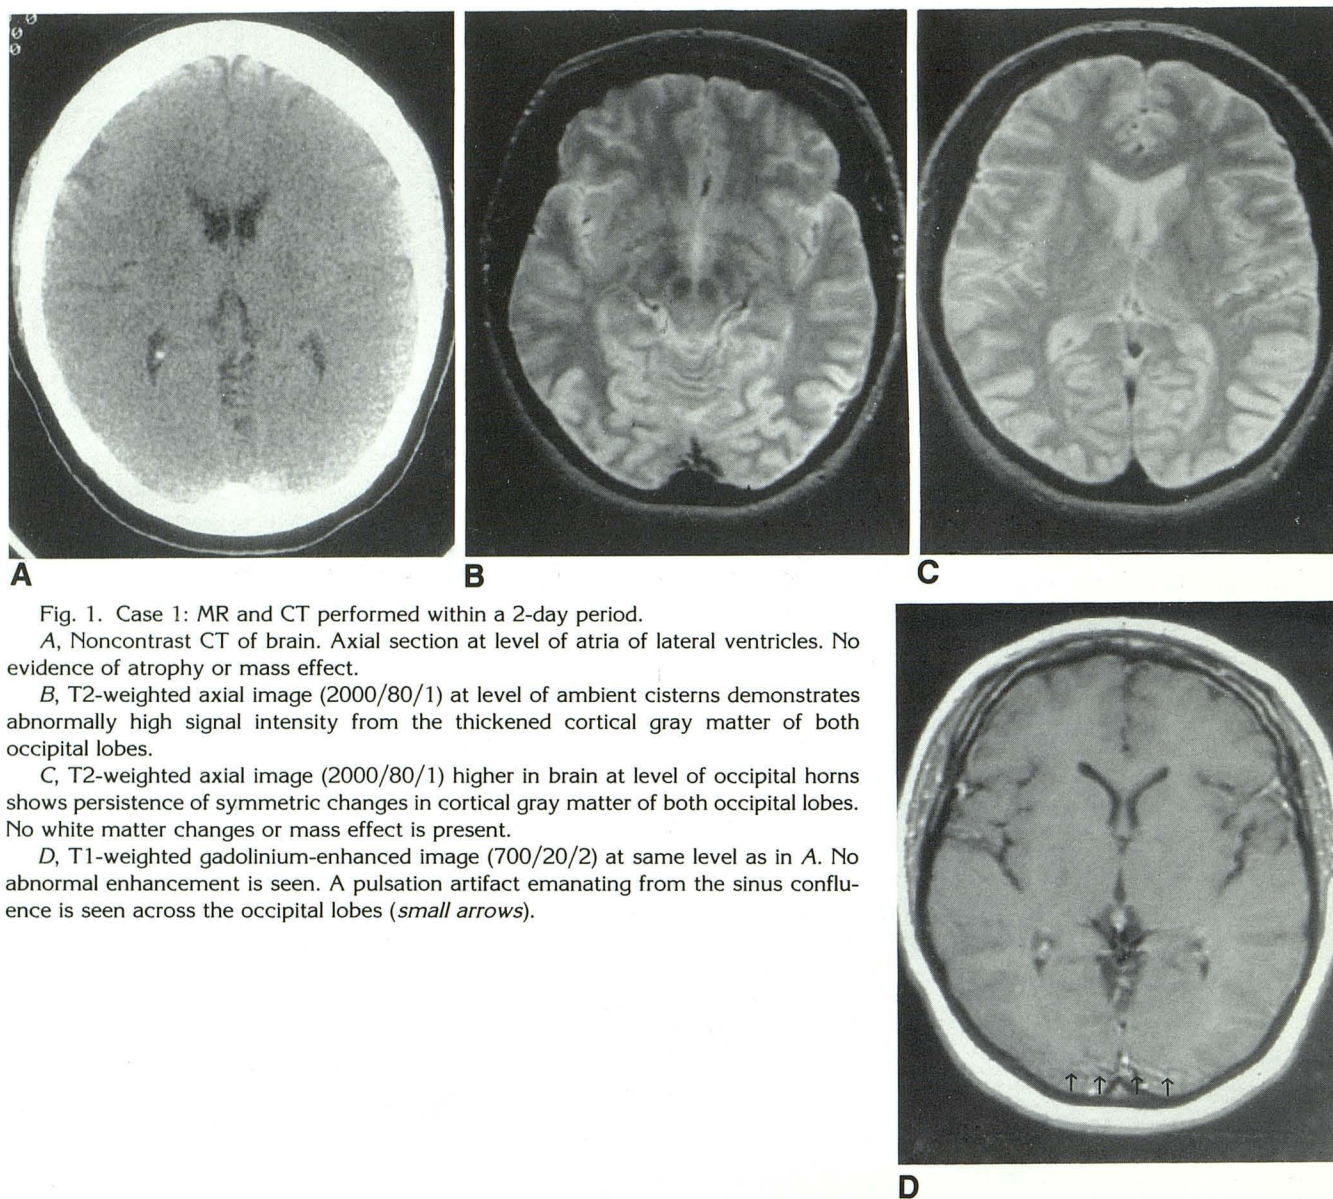 0
0
0
A
B
C
Fig. 1. Case 1: MR and CT performed within a 2-day period.
A, Noncontrast CT of brain. Axial section at level of atria of lateral ventricles. No
evidence of atrophy or mass effect.
B, T2-weighted axial image (2000/80/1) at level of ambient cisterns demonstrates
abnormally high signal intensity from the thickened cortical gray matter of both
occipital lobes.
C, T2-weighted axial image (2000/80/1) higher in brain at level of occipital horns
shows persistence of symmetric changes in cortical gray matter of both occipital lobes.
No white matter changes or mass effect is present.
D, T1-weighted gadolinium-enhanced image (700/20/2) at same level as in A. No
abnormal enhancement is seen. A pulsation artifact emanating from the sinus conflu-
ence is seen across the occipital lobes (small arrows).
D